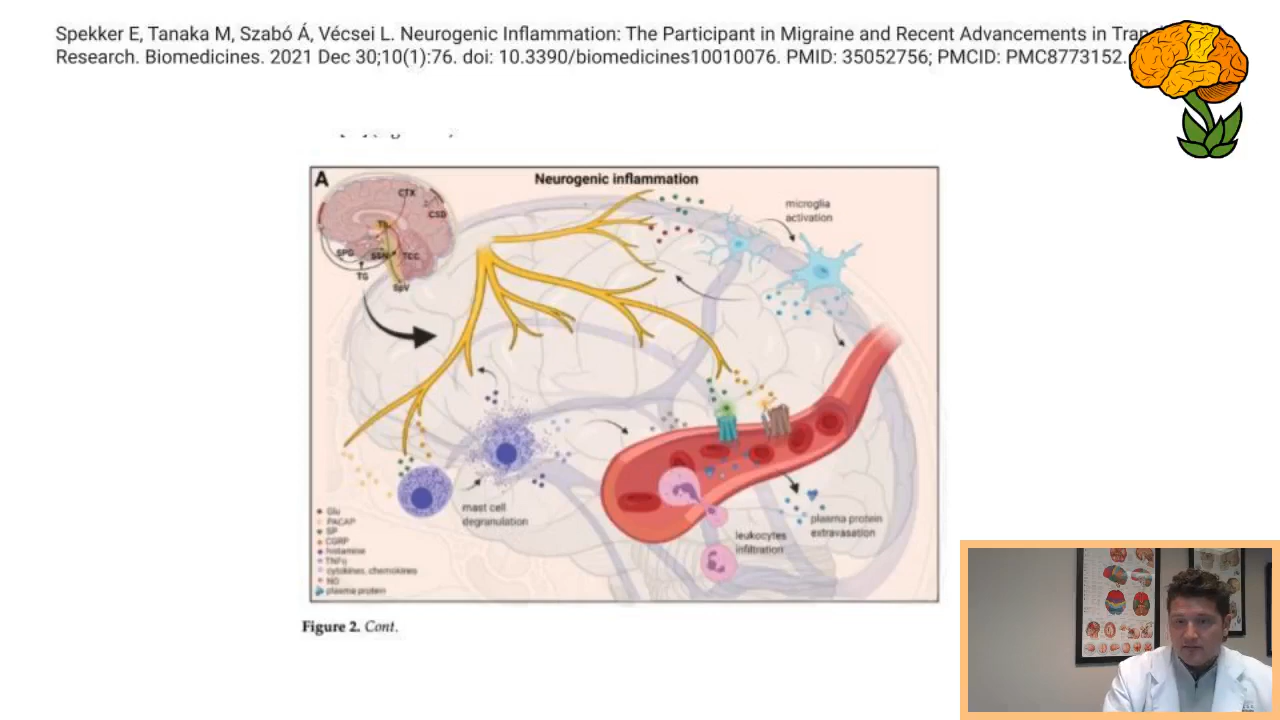 Spekker E, Tanaka M, Szabó Á, Vécsei L. Neurogenic Inflammation: The Participant in Migraine and Recent Advancements in
Research. Biomedicines. 2021 Dec 30;10(1):76. doi: 10.3390/biomedicines10010076. PMID: 35052756; PMCID: PMC8773152.
A
Neurogenic inflammation
CTX
CSD
TH
SPG
SSN
TCC
TG
SpV
microglia
activation
mast cell
degranulation
leukocytes
infiltration
plasma protein
extravasation
Glu
PACAP
SP
CGRP
histamine
TNFα
cytokines, chemokines
NO
plasma protein
Figure 2. Cont.